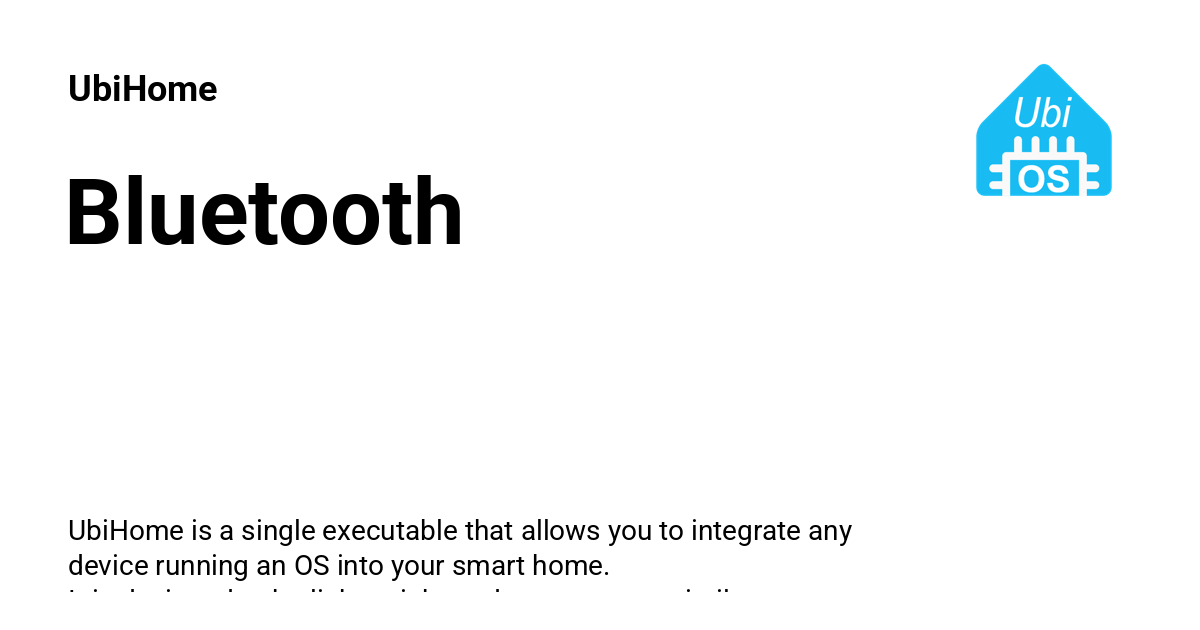 UbiHome
Ubi
OS
Bluetooth
UbiHome is a single executable that allows you to integrate any
device running an OS into your smart home.